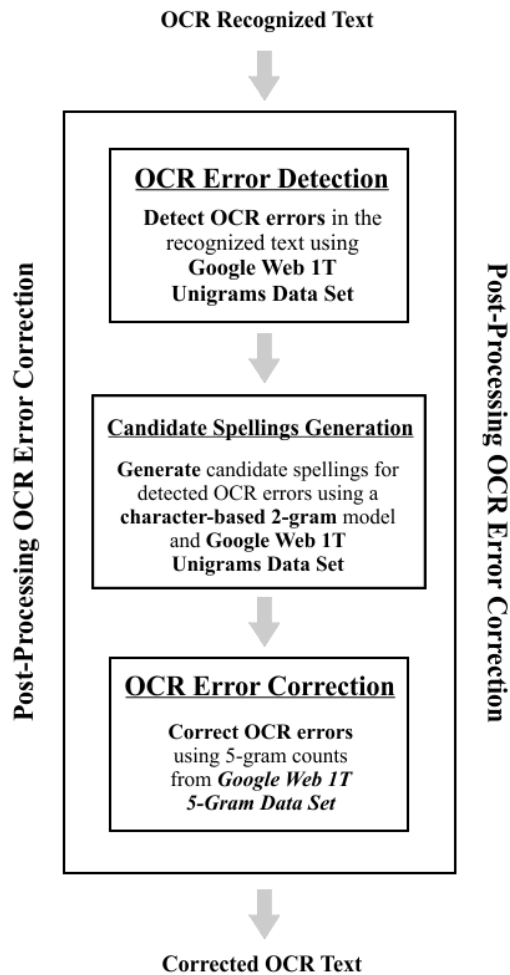 OCR Recognized Text
OCR Error Detection
Detect OCR errors in the
recognized text using
Google Web 1T
Unigrams Data Set
Candidate Spellings Generation
Generate candidate spellings for
detected OCR errors using a
character-based 2-gram model
and Google Web 1T
Unigrams Data Set
OCR Error Correction
Correct OCR errors
using 5-gram counts
from Google Web 1T
5-Gram Data Set
Post-Processing OCR Error Correction
Post-Processing OCR Error Correction
Corrected OCR Text